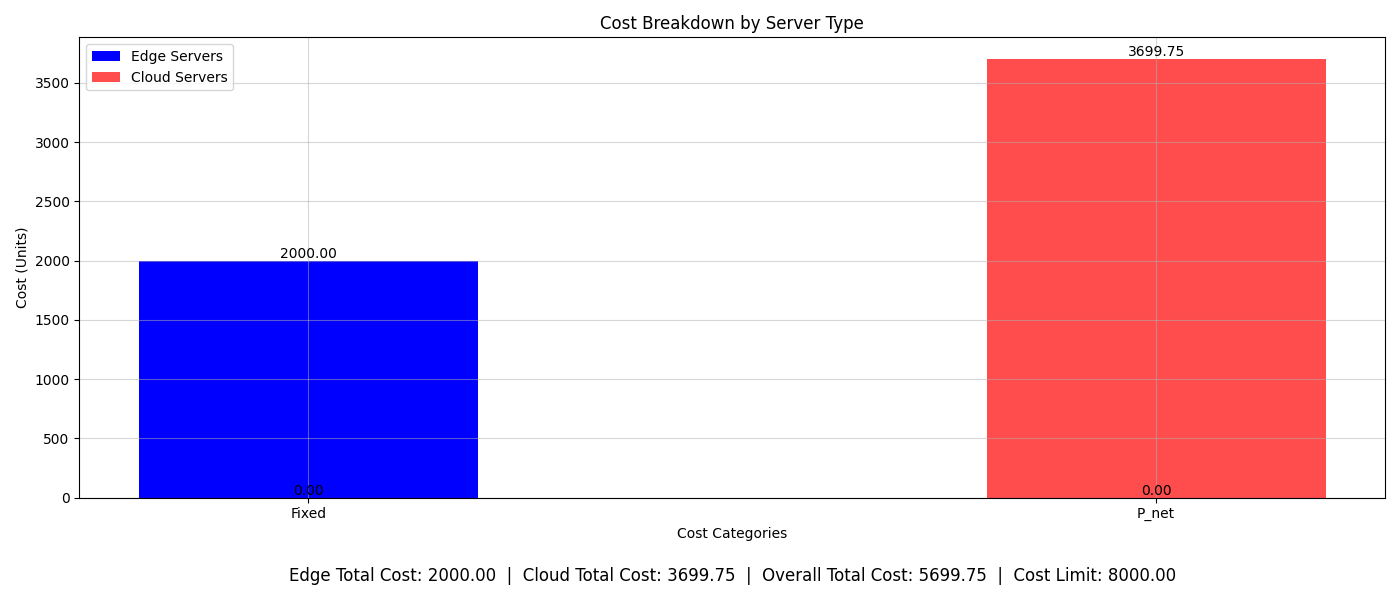 Cost Breakdown by Server Type
Edge Servers
Cloud Servers
3699.75
3500
3000
2500
2000.00
2000
1500
1000
500
0
0.00
0.00
Cost (Units)
Fixed
P_net
Cost Categories
Edge Total Cost: 2000.00 | Cloud Total Cost: 3699.75 | Overall Total Cost: 5699.75 | Cost Limit: 8000.00